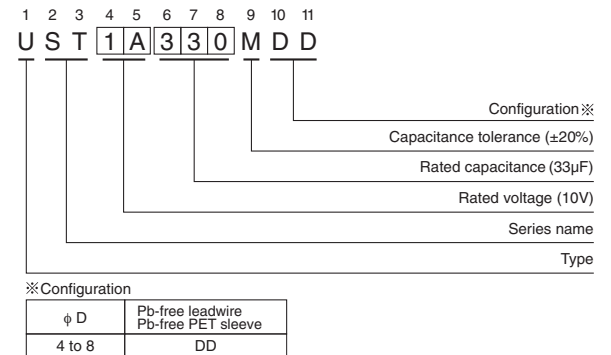 1 2 3 4 5 6 7 8 9 10 11
U S T 1 A 3 3 0 M D D
Configuration※
Capacitance tolerance (±20%)
Rated capacitance (33µF)
Rated voltage (10V)
Series name
Type
※Configuration
ϕ D
Pb-free leadwire
Pb-free PET sleeve
4 to 8
DD